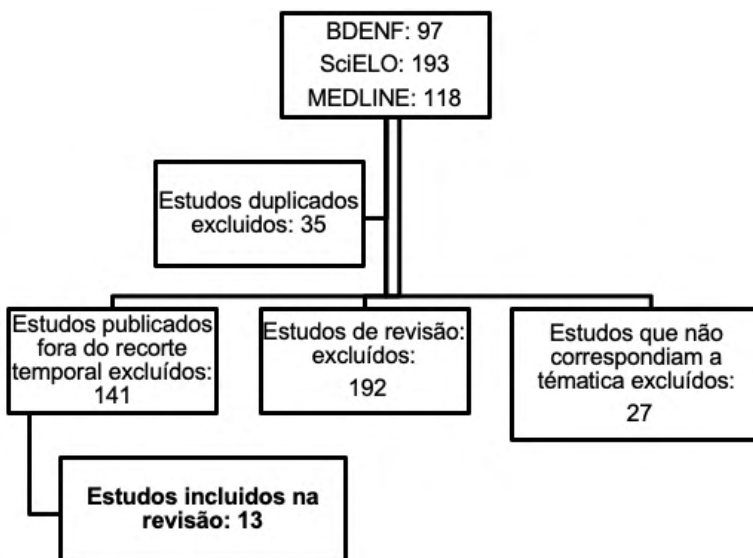 BDENF: 97
SciELO: 193
MEDLINE: 118
Estudos duplicados
excluidos: 35
Estudos publicados
fora do recorte
temporal excluídos:
141
Estudos de revisão:
excluídos:
192
Estudos que não
correspondiam a
tématica excluídos:
27
Estudos incluidos na
revisão: 13